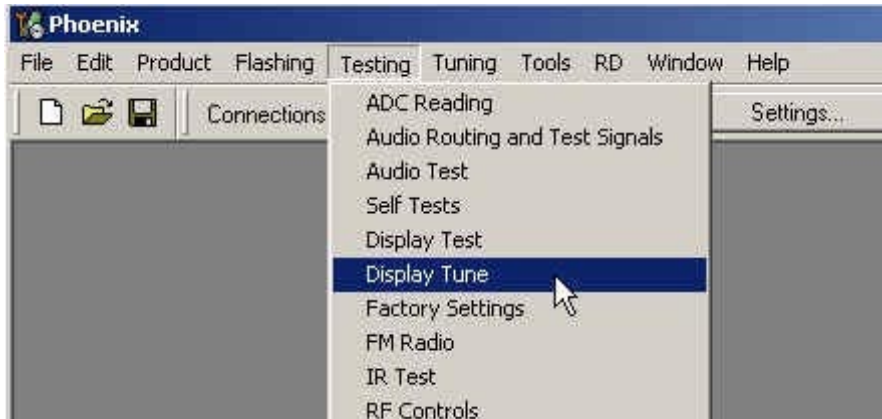 Phoenix
File Edit Product Flashing Testing Tuning Tools RD Window Help
Connections Settings...
ADC Reading
Audio Routing and Test Signals
Audio Test
Self Tests
Display Test
Display Tune
Factory Settings
FM Radio
IR Test
RF Controls